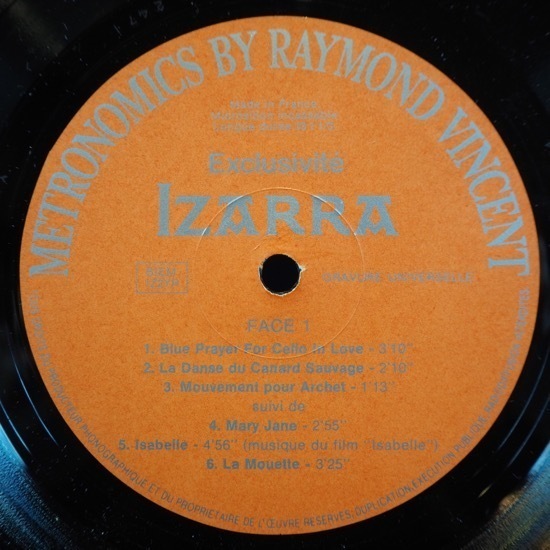 METRONOMICS BY RAYMOND VINCENT
Made in France
Exclusivité
IZARRA
GRAVURE UNIVERSELLE
FACE 1
1. Blue Prayer For Cello In Love - 3'10''
2. La Danse du Canard Sauvage - 2'10''
3. Mouvement pour Archet - 1'13''
suivi de
4. Mary Jane - 2'55''
5. Isabelle - 4'56'' (musique du film "Isabelle")
6. La Mouette - 3'25''
PRODUCTEUR PHONOGRAPHIQUE ET DU PROPRIETAIRE DE L'ŒUVRE RESERVES. DUPLICATION, EXECUTION PUBLIQUE